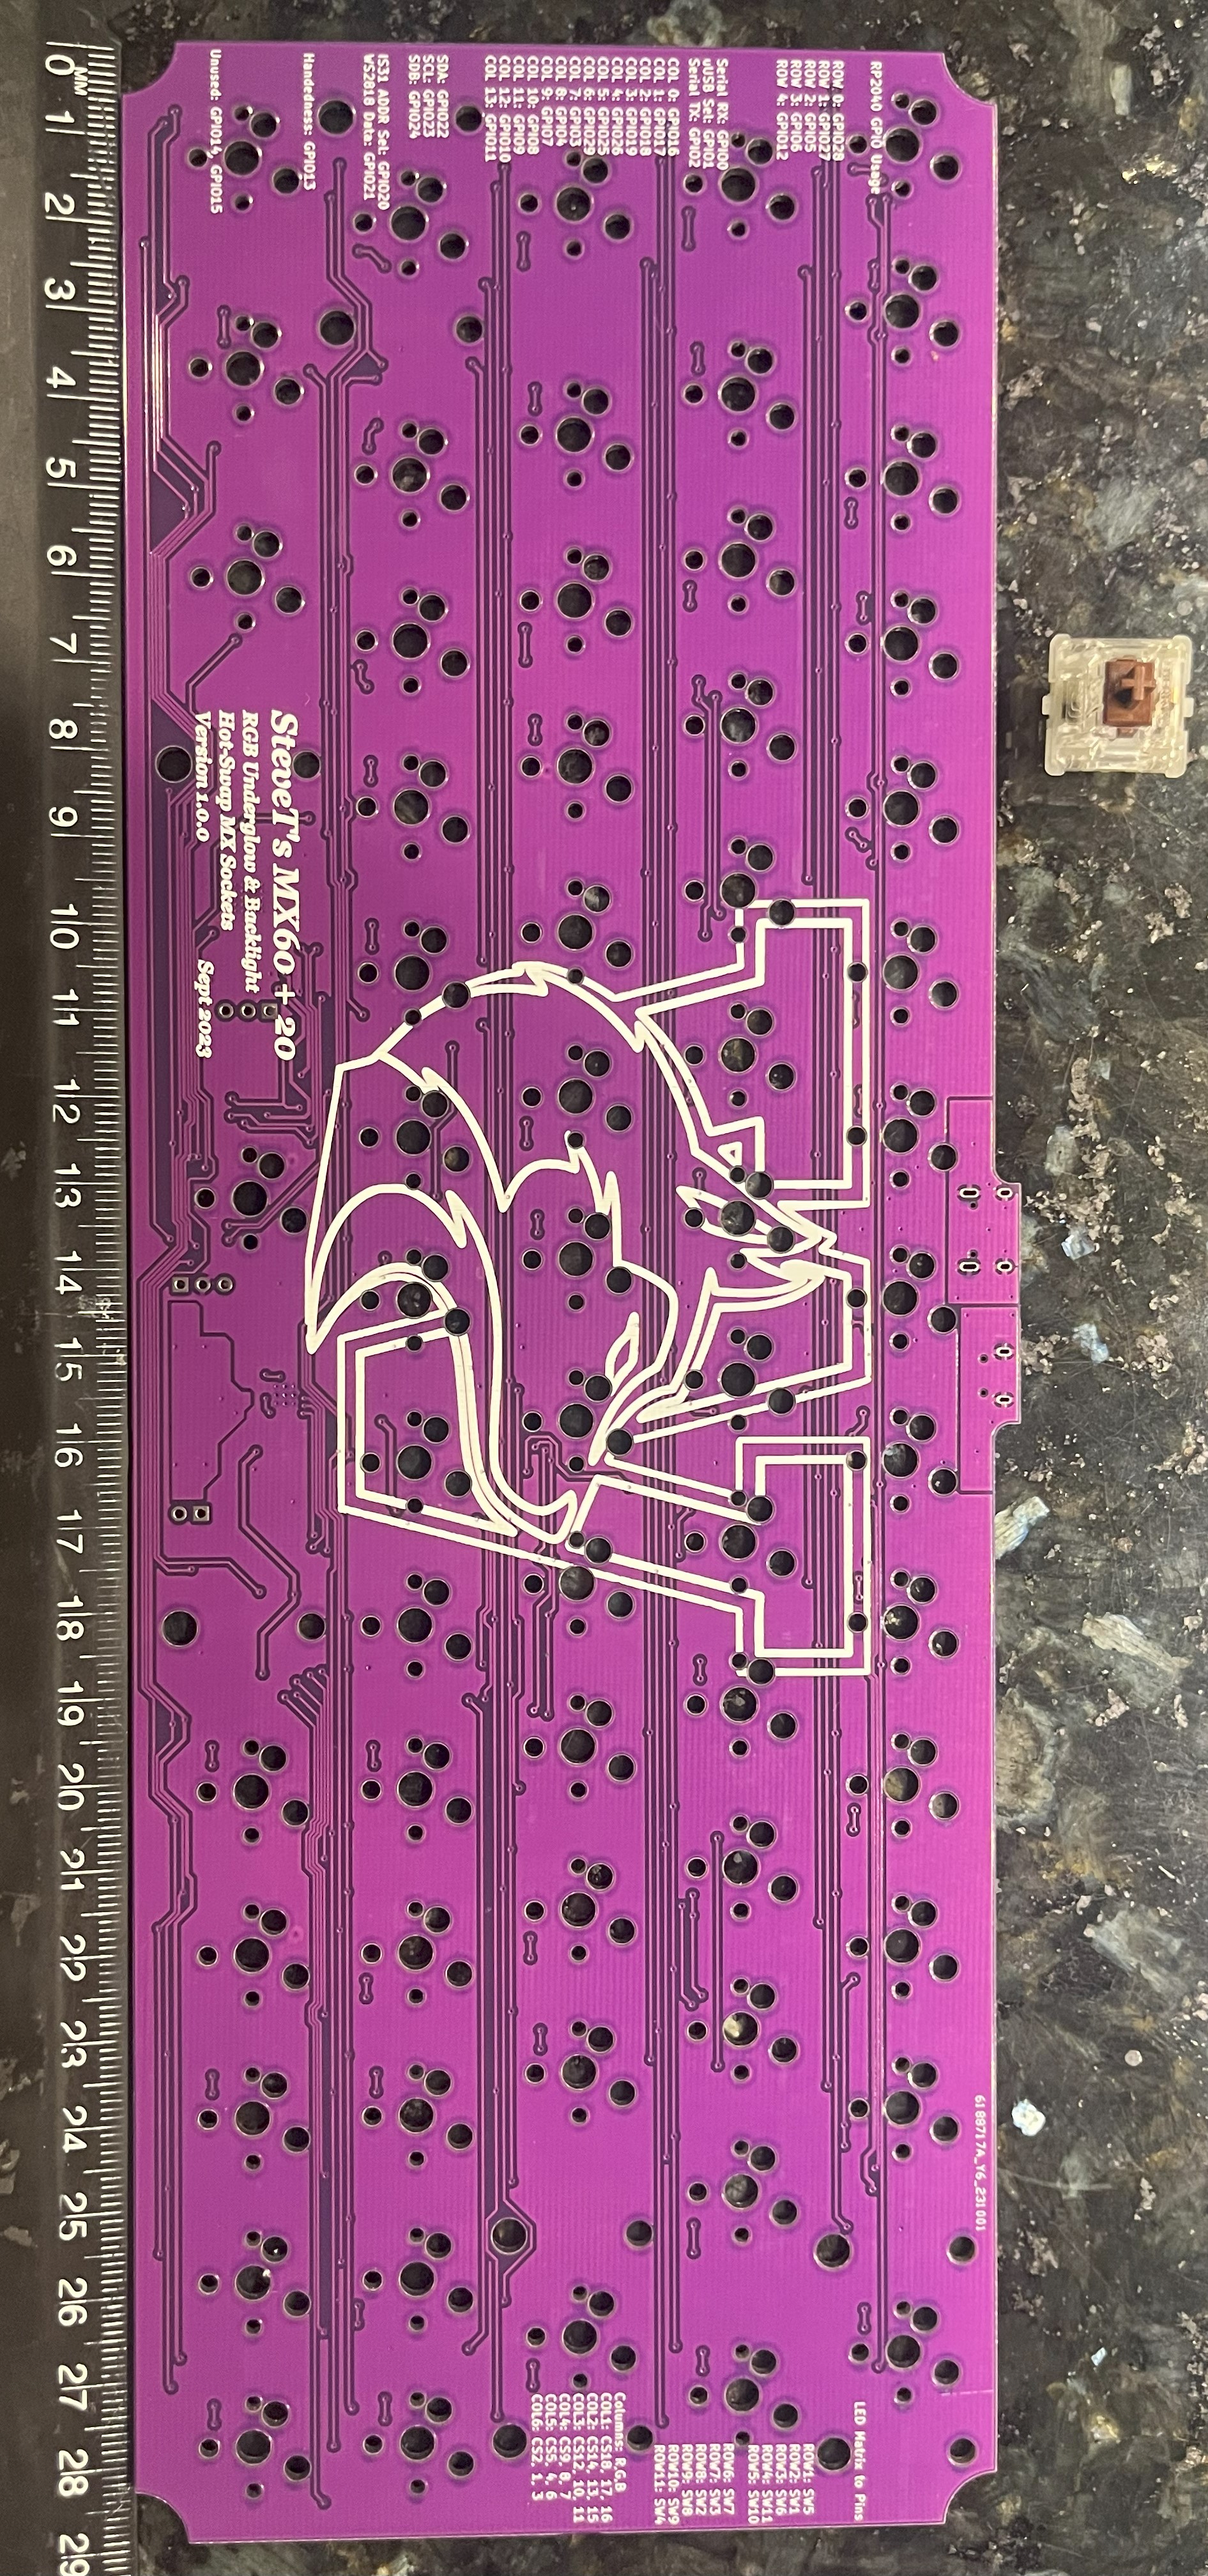 6188717A_Y6_231001
RP2040 GPIO Usage
ROW 0: GPIO28
ROW 1: GPIO27
ROW 2: GPIO5
ROW 3: GPIO6
ROW 4: GPIO12
Serial RX: GPIO0
uUSB Sel: GPIO1
Serial TX: GPIO2
COL 0: GPIO16
COL 1: GPIO17
COL 2: GPIO18
COL 3: GPIO19
COL 4: GPIO26
COL 5: GPIO25
COL 6: GPIO29
COL 7: GPIO3
COL 8: GPIO4
COL 9: GPIO7
COL 10: GPIO8
COL 11: GPIO9
COL 12: GPIO10
COL 13: GPIO11
SDA: GPIO22
SCL: GPIO23
SDB: GPIO24
IS31 ADDR Sel: GPIO20
WS2818 Data: GPIO21
Handedness: GPIO13
Unused: GPIO14, GPIO15
W
SteveT's MX60 + 20
RGB Underglow & Backlight
Hot-Swap MX Sockets
Version 1.0.0 Sept 2023
LED Matrix to Pins
ROW1: SW5
ROW2: SW1
ROW3: SW6
ROW4: SW11
ROW5: SW10
ROW6: SW7
ROW7: SW3
ROW8: SW2
ROW9: SW8
ROW10: SW9
ROW11: SW4
Columns: R,G,B
COL1: CS18, 17, 16
COL2: CS14, 13, 15
COL3: CS12, 10, 11
COL4: CS9, 8, 7
COL5: CS5, 4, 6
COL6: CS2, 1, 3
MM
0 1 2 3 4 5 6 7 8 9 10 11 12 13 14 15 16 17 18 19 20 21 22 23 24 25 26 27 28 29